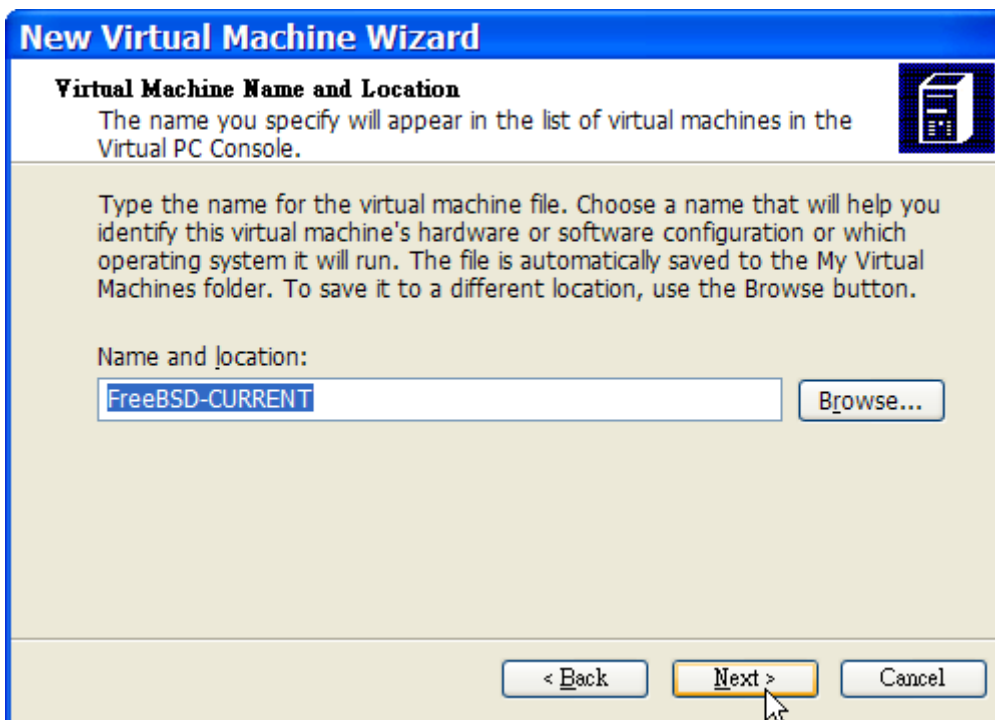 New Virtual Machine Wizard
Virtual Machine Name and Location
The name you specify will appear in the list of virtual machines in the
Virtual PC Console.
Type the name for the virtual machine file. Choose a name that will help you
identify this virtual machine's hardware or software configuration or which
operating system it will run. The file is automatically saved to the My Virtual
Machines folder. To save it to a different location, use the Browse button.
Name and location:
FreeBSD-CURRENT
Browse...
< Back
Next >
Cancel